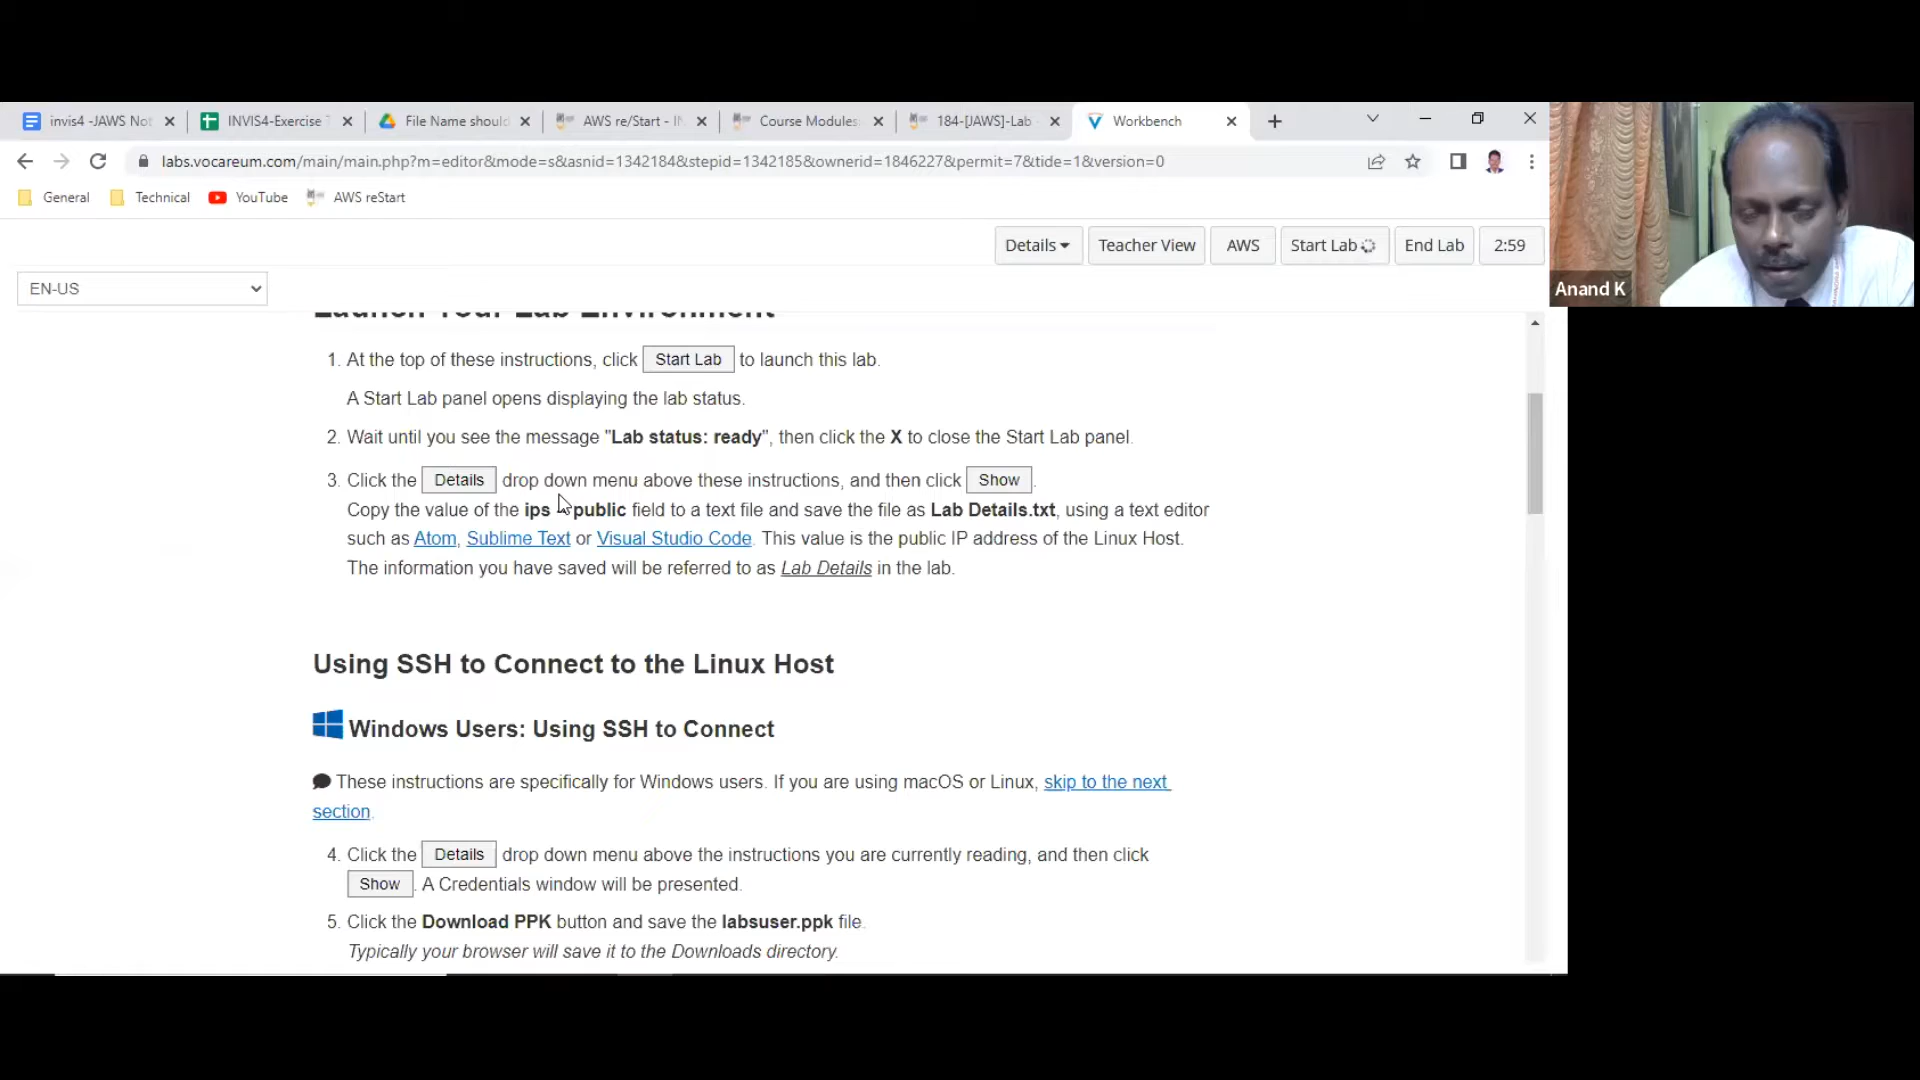 invis4 -JAWS Not
INVIS4-Exercise T
File Name should
AWS re/Start - IN
Course Modules:
184-[JAWS]-Lab -
Workbench
labs.vocareum.com/main/main.php?m=editor&mode=s&asnid=1342184&stepid=1342185&ownerid=1846227&permit=7&tide=1&version=0
General
Technical
YouTube
AWS reStart
Details
Teacher View
AWS
Start Lab
End Lab
2:59
Anand K
EN-US
Launch Your Lab Environment
1. At the top of these instructions, click Start Lab to launch this lab.
A Start Lab panel opens displaying the lab status.
2. Wait until you see the message "Lab status: ready", then click the X to close the Start Lab panel.
3. Click the Details drop down menu above these instructions, and then click Show .
Copy the value of the ips public field to a text file and save the file as Lab Details.txt, using a text editor
such as Atom, Sublime Text or Visual Studio Code. This value is the public IP address of the Linux Host.
The information you have saved will be referred to as Lab Details in the lab.
Using SSH to Connect to the Linux Host
Windows Users: Using SSH to Connect
These instructions are specifically for Windows users. If you are using macOS or Linux, skip to the next
section.
4. Click the Details drop down menu above the instructions you are currently reading, and then click
Show . A Credentials window will be presented.
5. Click the Download PPK button and save the labsuser.ppk file.
Typically your browser will save it to the Downloads directory.